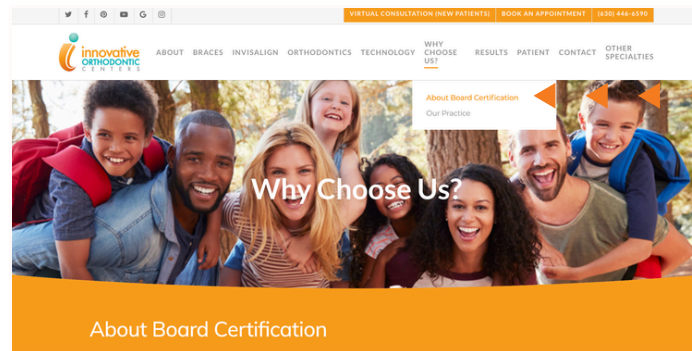 VIRTUAL CONSULTATION (NEW PATIENTS) BOOK AN APPOINTMENT (630) 446-6590
innovative
ORTHODONTIC
CENTERS
ABOUT BRACES INVISALIGN ORTHODONTICS TECHNOLOGY WHY CHOOSE US? RESULTS PATIENT CONTACT OTHER SPECIALTIES
About Board Certification
Our Practice
Why Choose Us?
About Board Certification